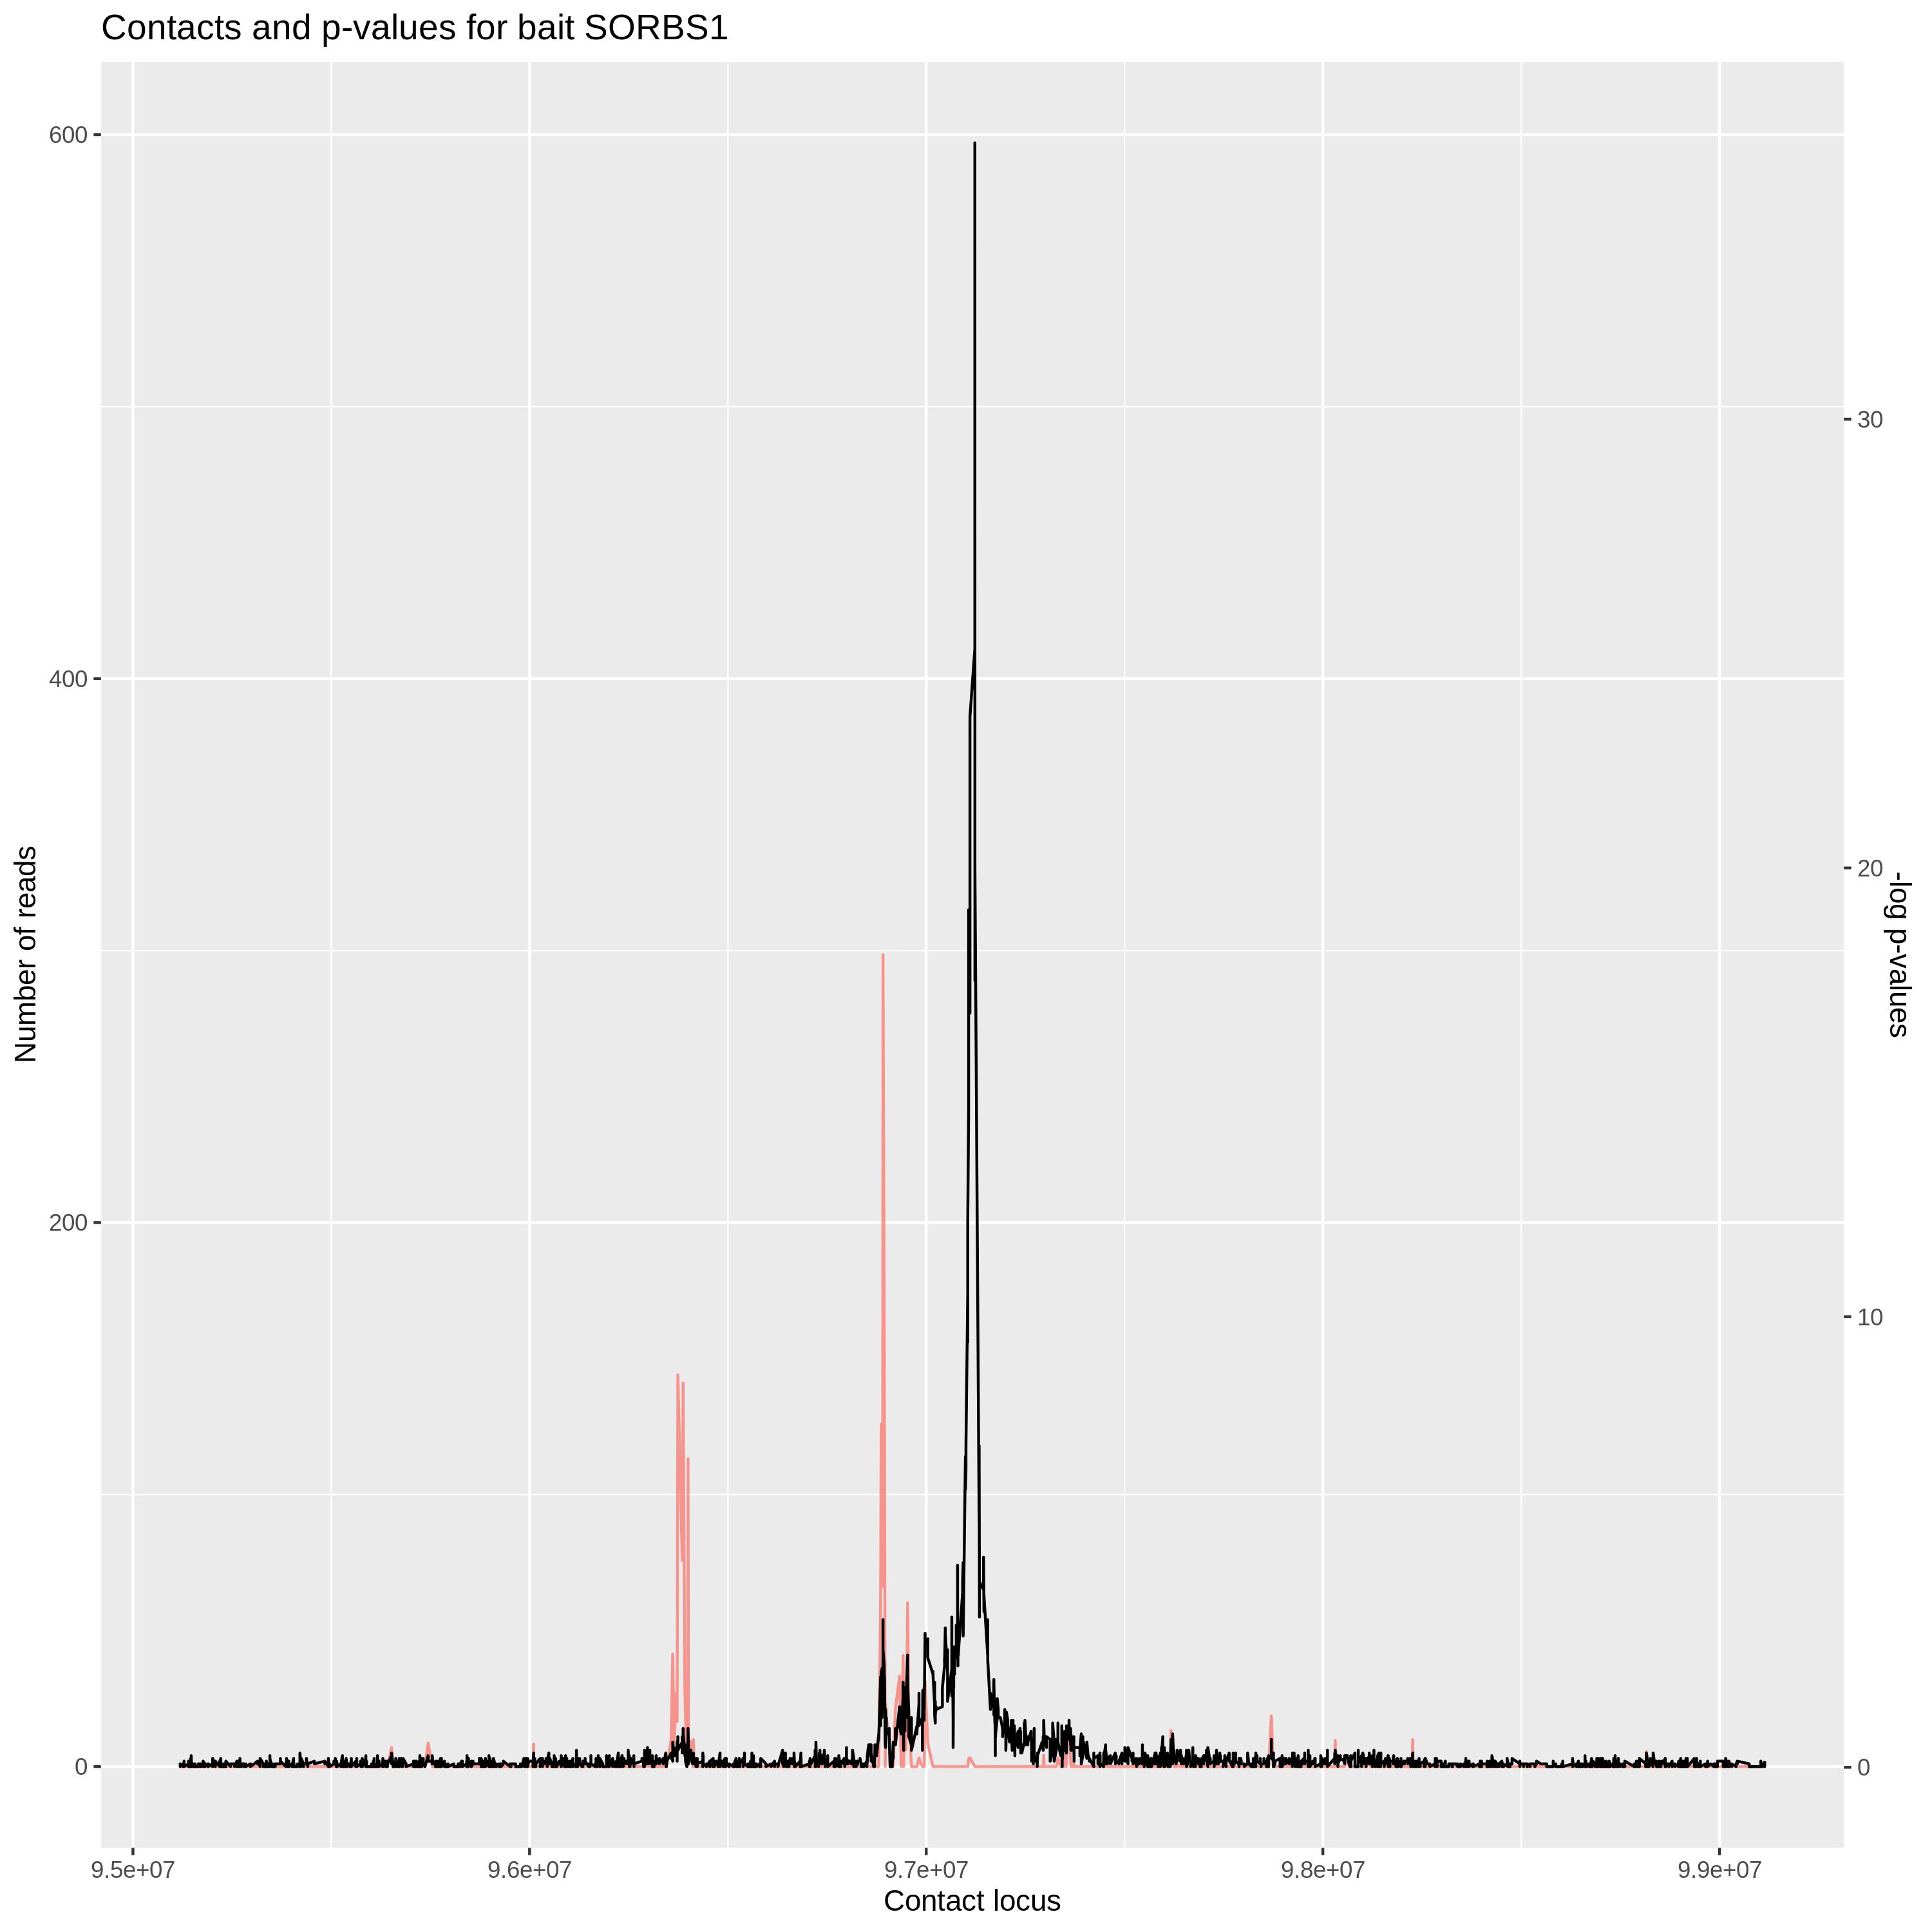 Contacts and p-values for bait SORBS1
600
400
200
0
Number of reads
30
20
10
0
-log p-values
9.5e+07 9.6e+07 9.7e+07 9.8e+07 9.9e+07
Contact locus